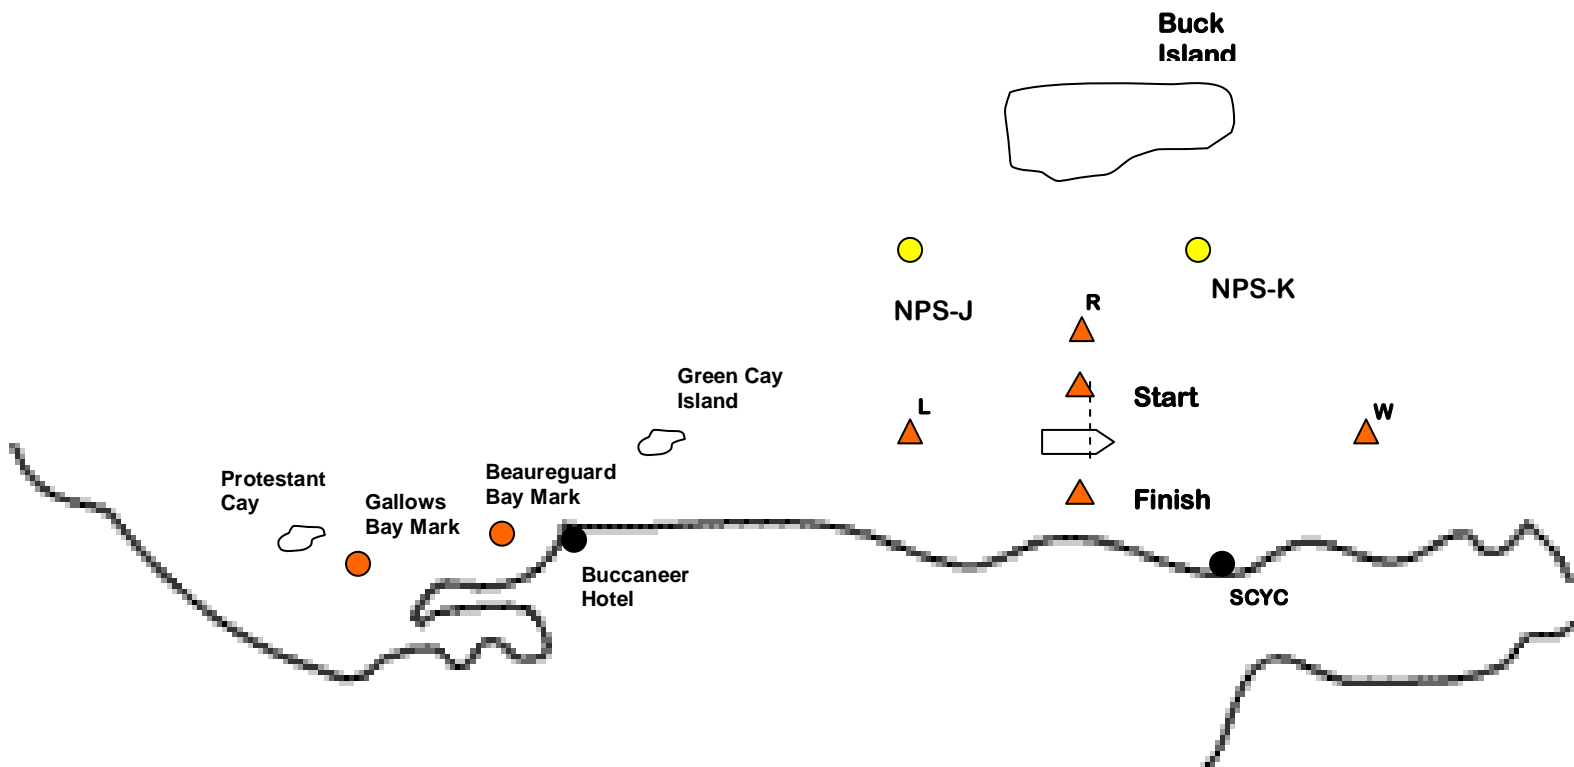 Buck
Island
NPS-K
R
NPS-J
Green Cay
Island
Start
L
W
Beaureguard
Bay Mark
Protestant
Cay
Gallows
Bay Mark
Finish
Buccaneer
Hotel
SCYC